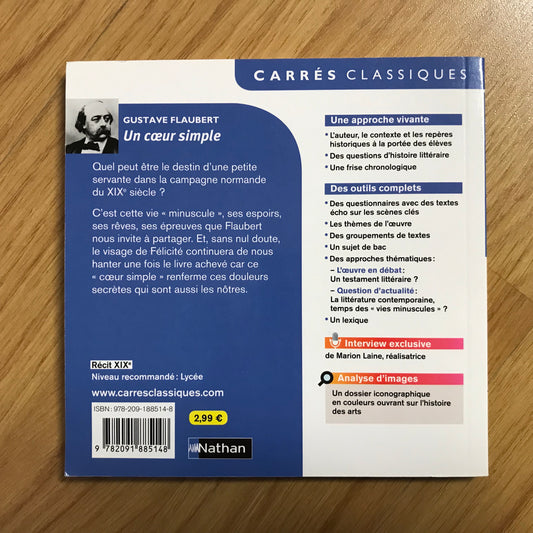 CARRÉS CLASSIQUES
GUSTAVE FLAUBERT
Un cœur simple
Quel peut être le destin d'une petite
servante dans la campagne normande
du XIXe siècle ?
C'est cette vie « minuscule », ses espoirs,
ses rêves, ses épreuves que Flaubert
nous invite à partager. Et, sans nul doute,
le visage de Félicité continuera de nous
hanter une fois le livre achevé car ce
« cœur simple » renferme ces douleurs
secrètes qui sont aussi les nôtres.
Récit XIXe
Niveau recommandé : Lycée
www.carresclassiques.com
ISBN : 978-209-188514-8
9 782091 885148
2,99 €
Nathan
Une approche vivante
• L'auteur, le contexte et les repères
historiques à la portée des élèves
• Des questions d'histoire littéraire
• Une frise chronologique
Des outils complets
• Des questionnaires avec des textes
écho sur les scènes clés
• Les thèmes de l'œuvre
• Des groupements de textes
• Un sujet de bac
• Des approches thématiques :
– L'œuvre en débat :
Un testament littéraire ?
– Question d'actualité :
La littérature contemporaine,
temps des « vies minuscules » ?
• Un lexique
Interview exclusive
de Marion Laine, réalisatrice
Analyse d'images
Un dossier iconographique
en couleurs ouvrant sur l'histoire
des arts